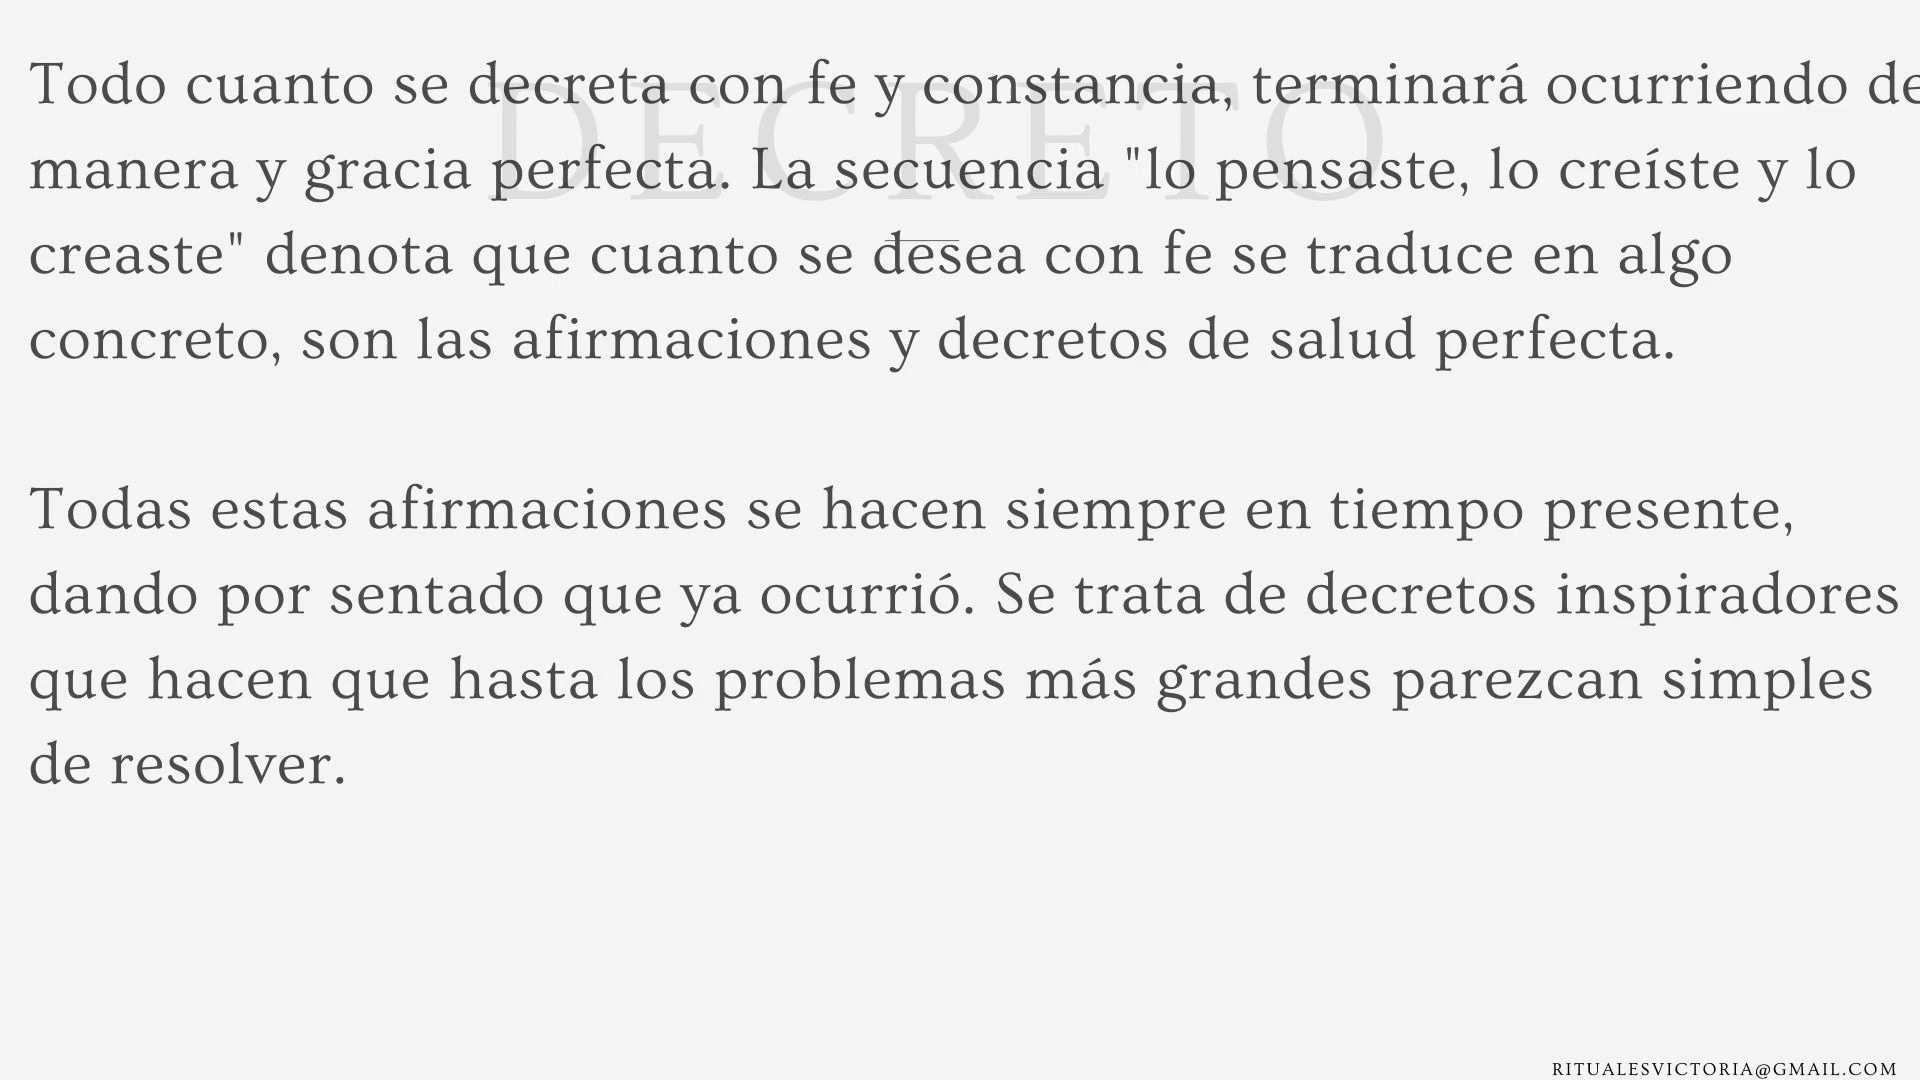 DECRETO
Todo cuanto se decreta con fe y constancia, terminará ocurriendo de
manera y gracia perfecta. La secuencia "lo pensaste, lo creíste y lo
creaste" denota que cuanto se desea con fe se traduce en algo
concreto, son las afirmaciones y decretos de salud perfecta.
Todas estas afirmaciones se hacen siempre en tiempo presente,
dando por sentado que ya ocurrió. Se trata de decretos inspiradores
que hacen que hasta los problemas más grandes parezcan simples
de resolver.
RITUALESVICTORIA@GMAIL.COM